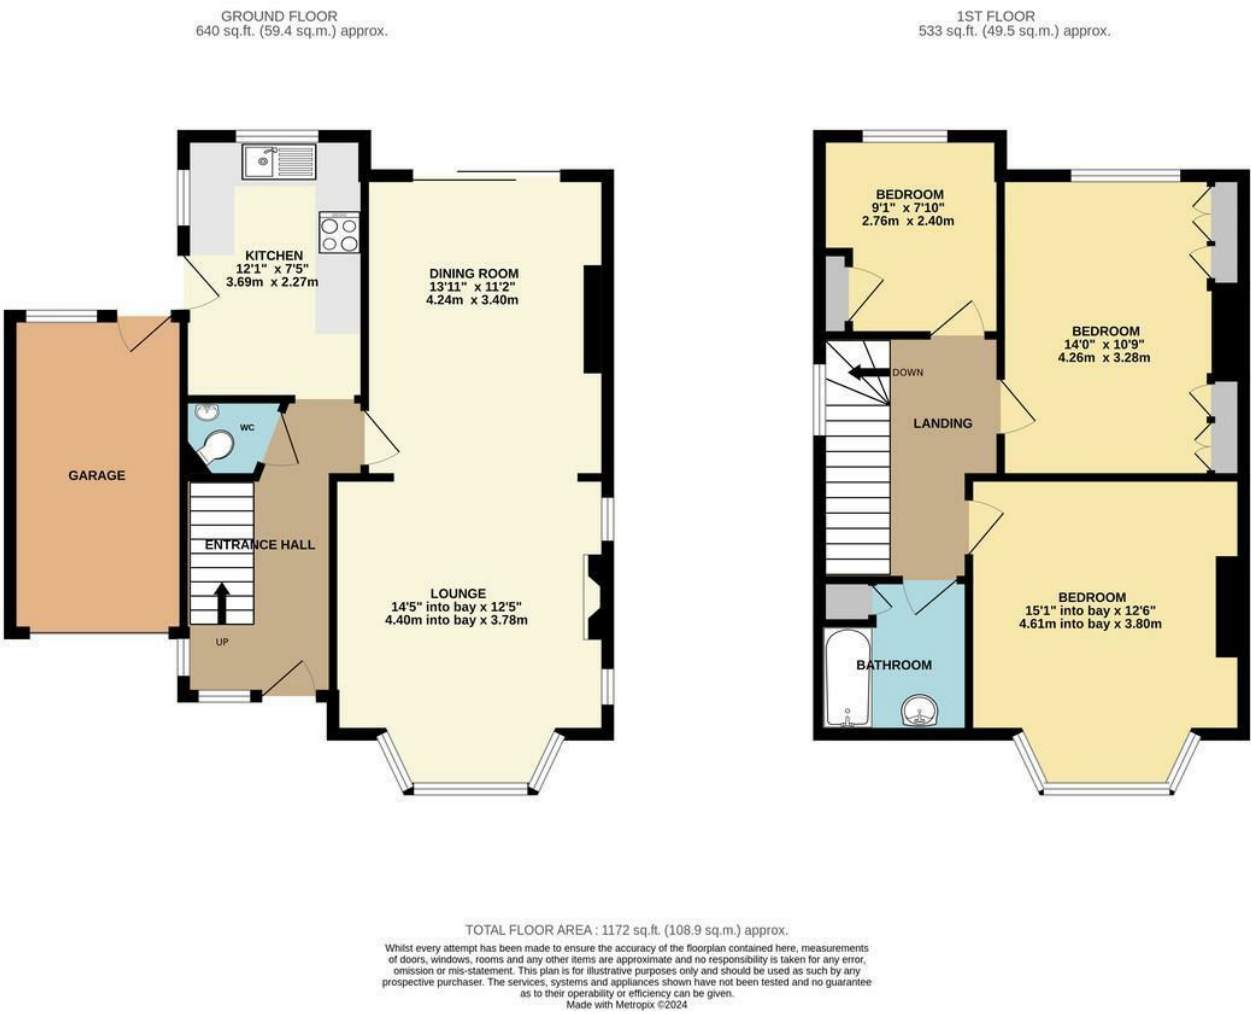 GROUND FLOOR
640 sq.ft. (59.4 sq.m.) approx.
KITCHEN
12'1" x 7'5"
3.69m x 2.27m
DINING ROOM
13'11" x 11'2"
4.24m x 3.40m
WC
GARAGE
ENTRANCE HALL
UP
LOUNGE
14'5" into bay x 12'5"
4.40m into bay x 3.78m
1ST FLOOR
533 sq.ft. (49.5 sq.m.) approx.
BEDROOM
9'1" x 7'10"
2.76m x 2.40m
BEDROOM
14'0" x 10'9"
4.26m x 3.28m
DOWN
LANDING
BEDROOM
15'1" into bay x 12'6"
4.61m into bay x 3.80m
BATHROOM
TOTAL FLOOR AREA : 1172 sq.ft. (108.9 sq.m.) approx.
Whilst every attempt has been made to ensure the accuracy of the floorplan contained here, measurements
of doors, windows, rooms and any other items are approximate and no responsibility is taken for any error,
omission or mis-statement. This plan is for illustrative purposes only and should be used as such by any
prospective purchaser. The services, systems and appliances shown have not been tested and no guarantee
as to their operability or efficiency can be given.
Made with Metropix ©2024